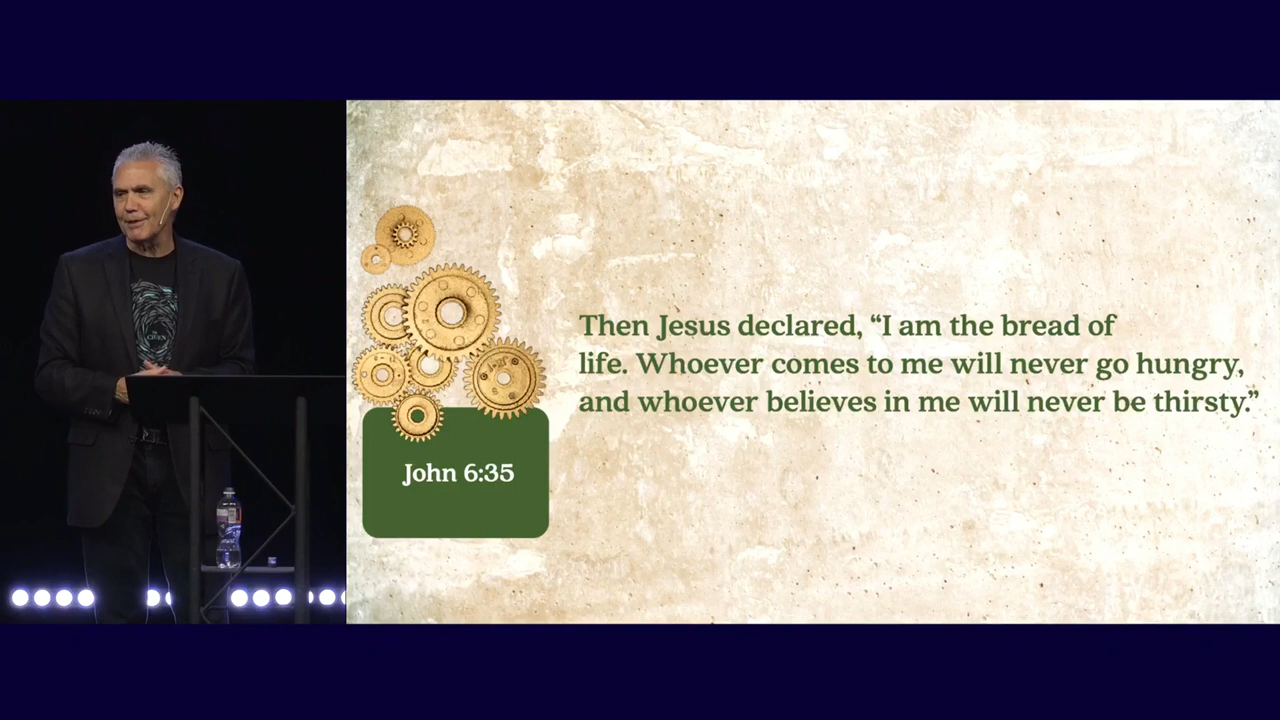 Then Jesus declared, “I am the bread of
life. Whoever comes to me will never go hungry,
and whoever believes in me will never be thirsty.”
John 6:35